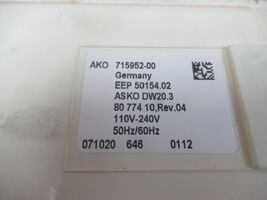 AKO 715952-00
Germany
EEP 50154.02
ASKO DW20.3
80 774 10,Rev.04
110V-240V
50Hz/60Hz
071020 646 0112